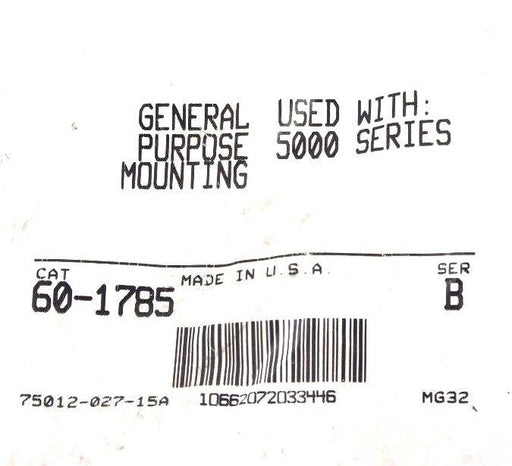 GENERAL USED WITH:
PURPOSE 5000 SERIES
MOUNTING
CAT MADE IN U.S.A. SER
60-1785 B
75012-027-15A 10662072033446 MG32